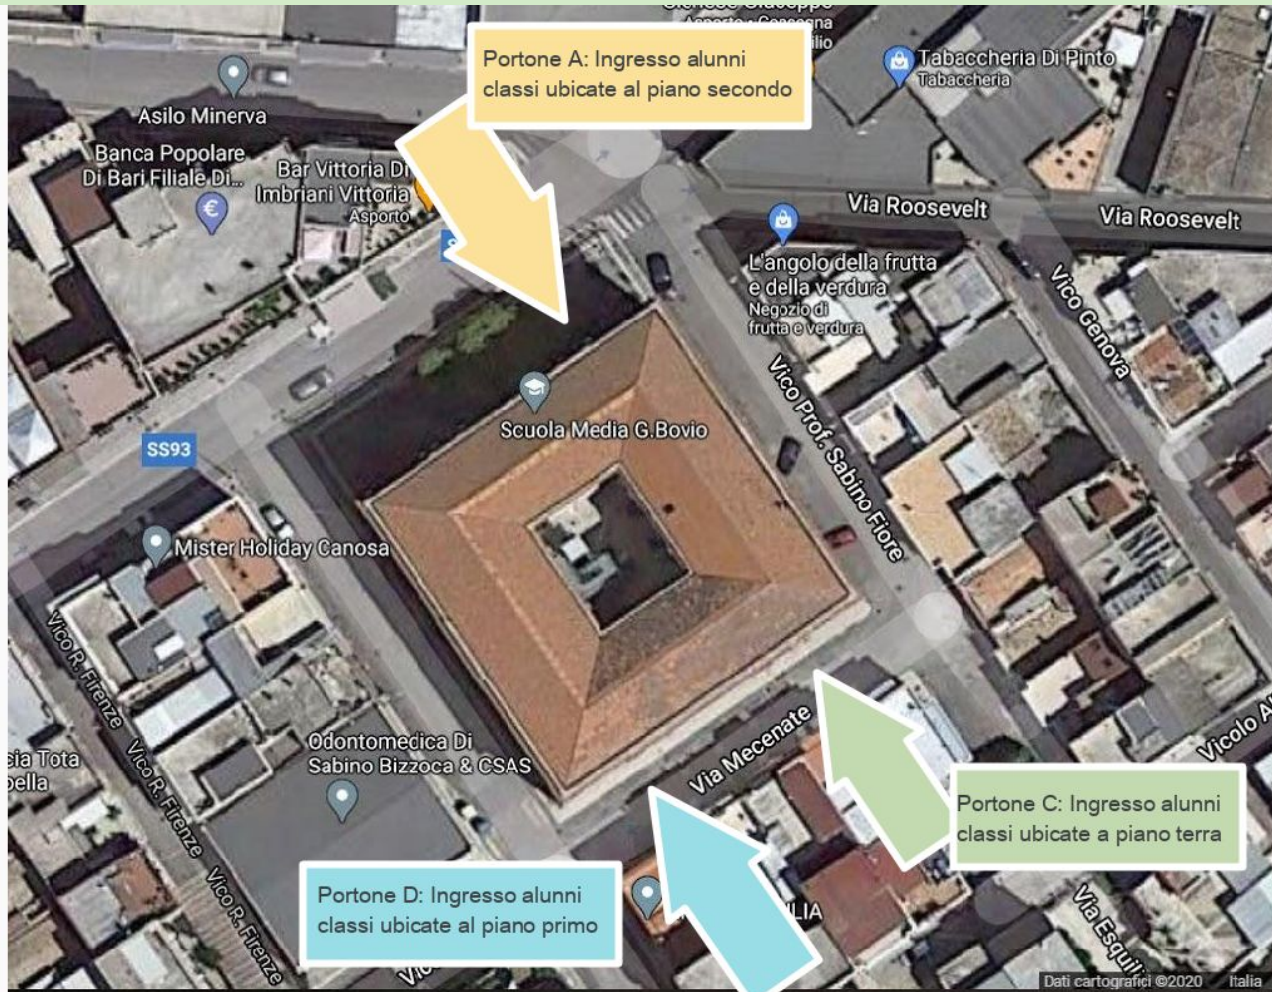 Asporto · Consegna
Portone A: Ingresso alunni
classi ubicate al piano secondo
Tabaccheria Di Pinto
Tabaccheria
Asilo Minerva
Banca Popolare
Di Bari Filiale Di...
€
Bar Vittoria Di
Imbriani Vittoria
Asporto
Via Roosevelt
Via Roosevelt
L'angolo della frutta
e della verdura
Negozio di
frutta e verdura
Vico Genova
Vico Prof. Sabino Fiore
Scuola Media G.Bovio
SS93
Mister Holiday Canosa
Vico R. Firenze
Vico R. Firenze
Vico R. Firenze
Odontomedica Di
Sabino Bizzoca & CSAS
Via Mecenate
Portone C: Ingresso alunni
classi ubicate a piano terra
Portone D: Ingresso alunni
classi ubicate al piano primo
Dati cartografici ©2020 Italia